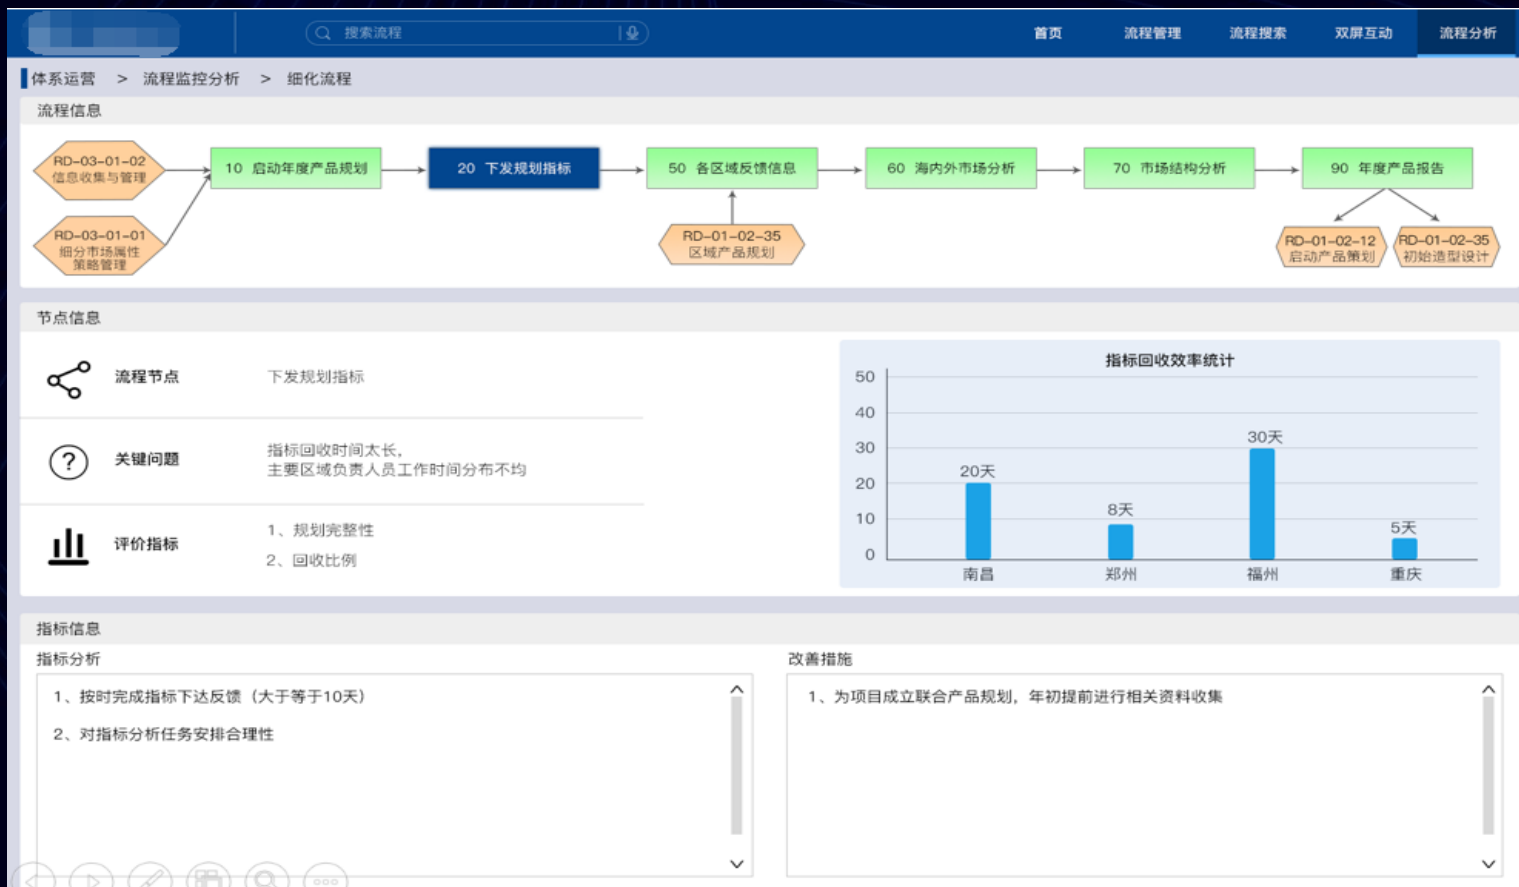 搜索流程
首页
流程管理
流程搜索
双屏互动
流程分析
体系运营 > 流程监控分析 > 细化流程
流程信息
RD-03-01-02
信息收集与管理
10 启动年度产品规划
20 下发规划指标
50 各区域反馈信息
60 海内外市场分析
70 市场结构分析
90 年度产品报告
RD-03-01-01
细分市场属性
策略管理
RD-01-02-35
区域产品规划
RD-01-02-12
启动产品策划
RD-01-02-35
初始造型设计
节点信息
流程节点
下发规划指标
关键问题
指标回收时间太长，
主要区域负责人员工作时间分布不均
评价指标
1、规划完整性
2、回收比例
指标回收效率统计
50
40
30
20
10
0
20天
8天
30天
5天
南昌
郑州
福州
重庆
指标信息
指标分析
1、按时完成指标下达反馈（大于等于10天）
2、对指标分析任务安排合理性
改善措施
1、为项目成立联合产品规划，年初提前进行相关资料收集